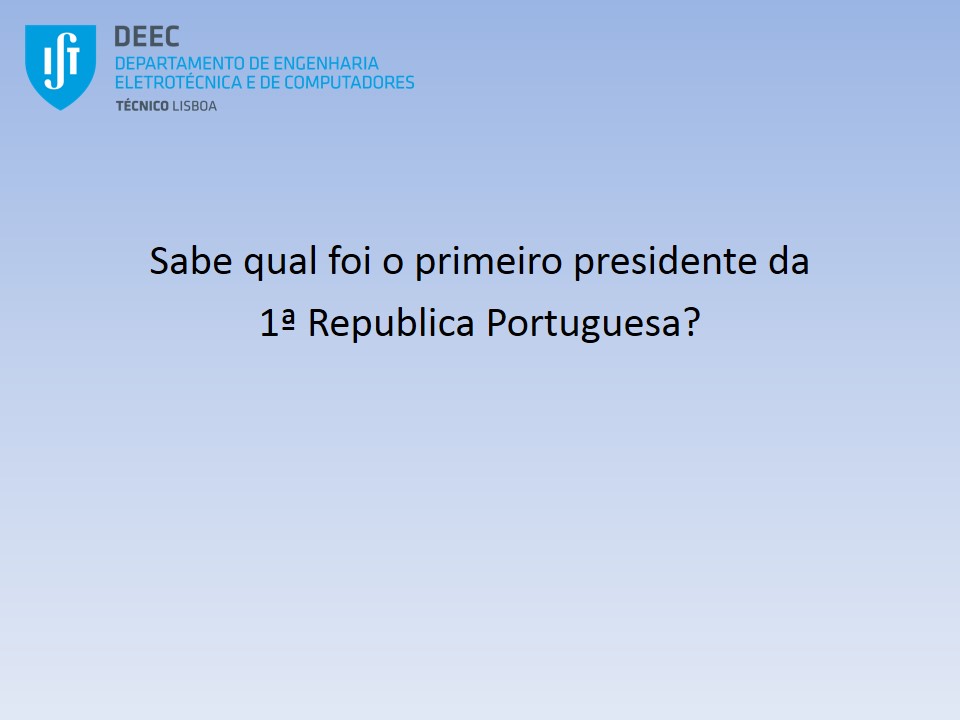 IST
DEEC
DEPARTAMENTO DE ENGENHARIA
ELETROTÉCNICA E DE COMPUTADORES
TÉCNICO LISBOA
Sabe qual foi o primeiro presidente da
1ª Republica Portuguesa?